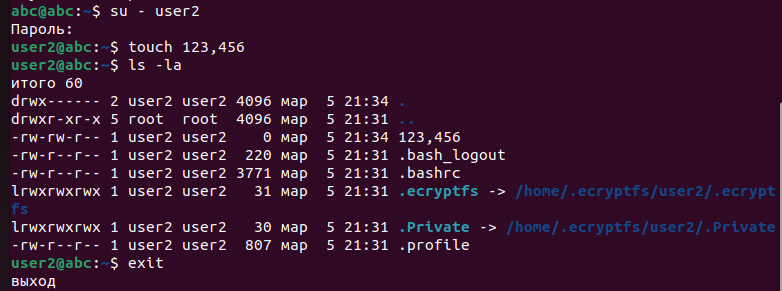 abc@abc:~$ su - user2
Пароль:
user2@abc:~$ touch 123,456
user2@abc:~$ ls -la
итого 60
drwx------ 2 user2 user2 4096 мар  5 21:34 .
drwxr-xr-x 5 root  root  4096 мар  5 21:31 ..
-rw-rw-r-- 1 user2 user2    0 мар  5 21:34 123,456
-rw-r--r-- 1 user2 user2  220 мар  5 21:31 .bash_logout
-rw-r--r-- 1 user2 user2 3771 мар  5 21:31 .bashrc
lrwxrwxrwx 1 user2 user2   31 мар  5 21:31 .ecryptfs -> /home/.ecryptfs/user2/.ecrypt
fs
lrwxrwxrwx 1 user2 user2   30 мар  5 21:31 .Private -> /home/.ecryptfs/user2/.Private
-rw-r--r-- 1 user2 user2  807 мар  5 21:31 .profile
user2@abc:~$ exit
выход